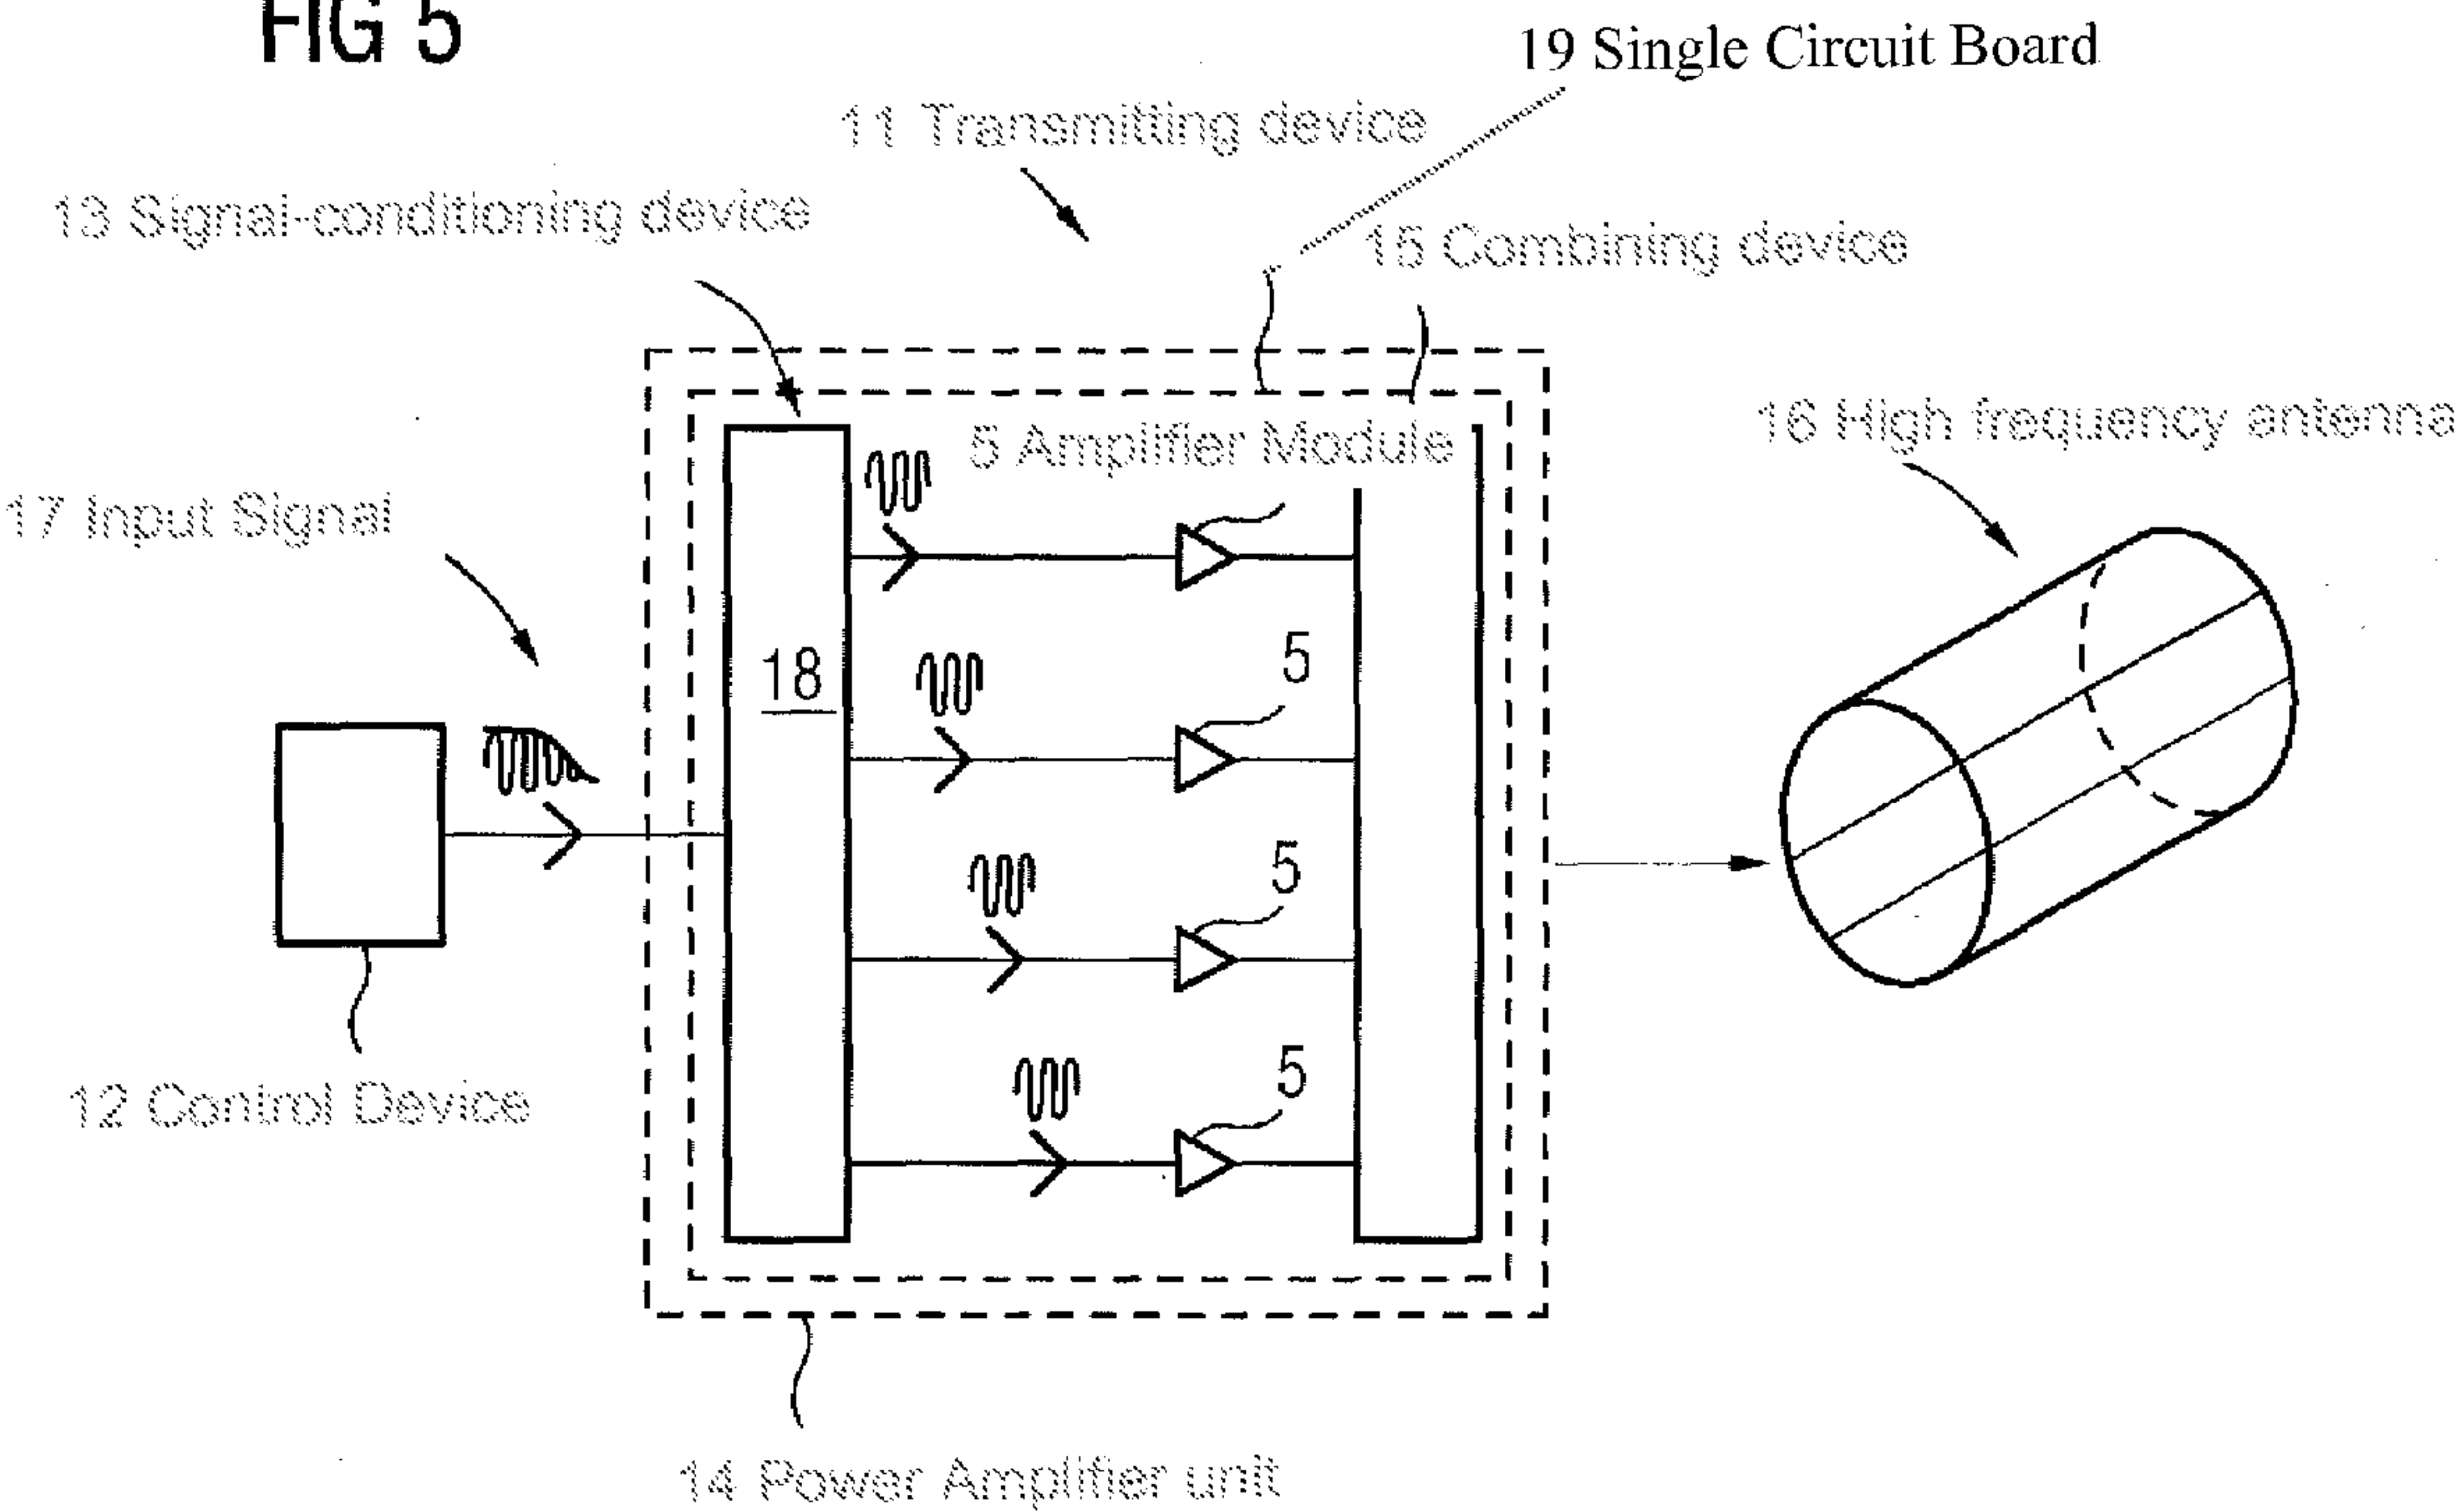 FIG 5
19 Single Circuit Board
11 Transmitting device
13 Signal-conditioning device
15 Combining device
16 High frequency antenna
5 Amplifier Module
17 Input Signal
18
5
5
5
12 Control Device
14 Power Amplifier unit